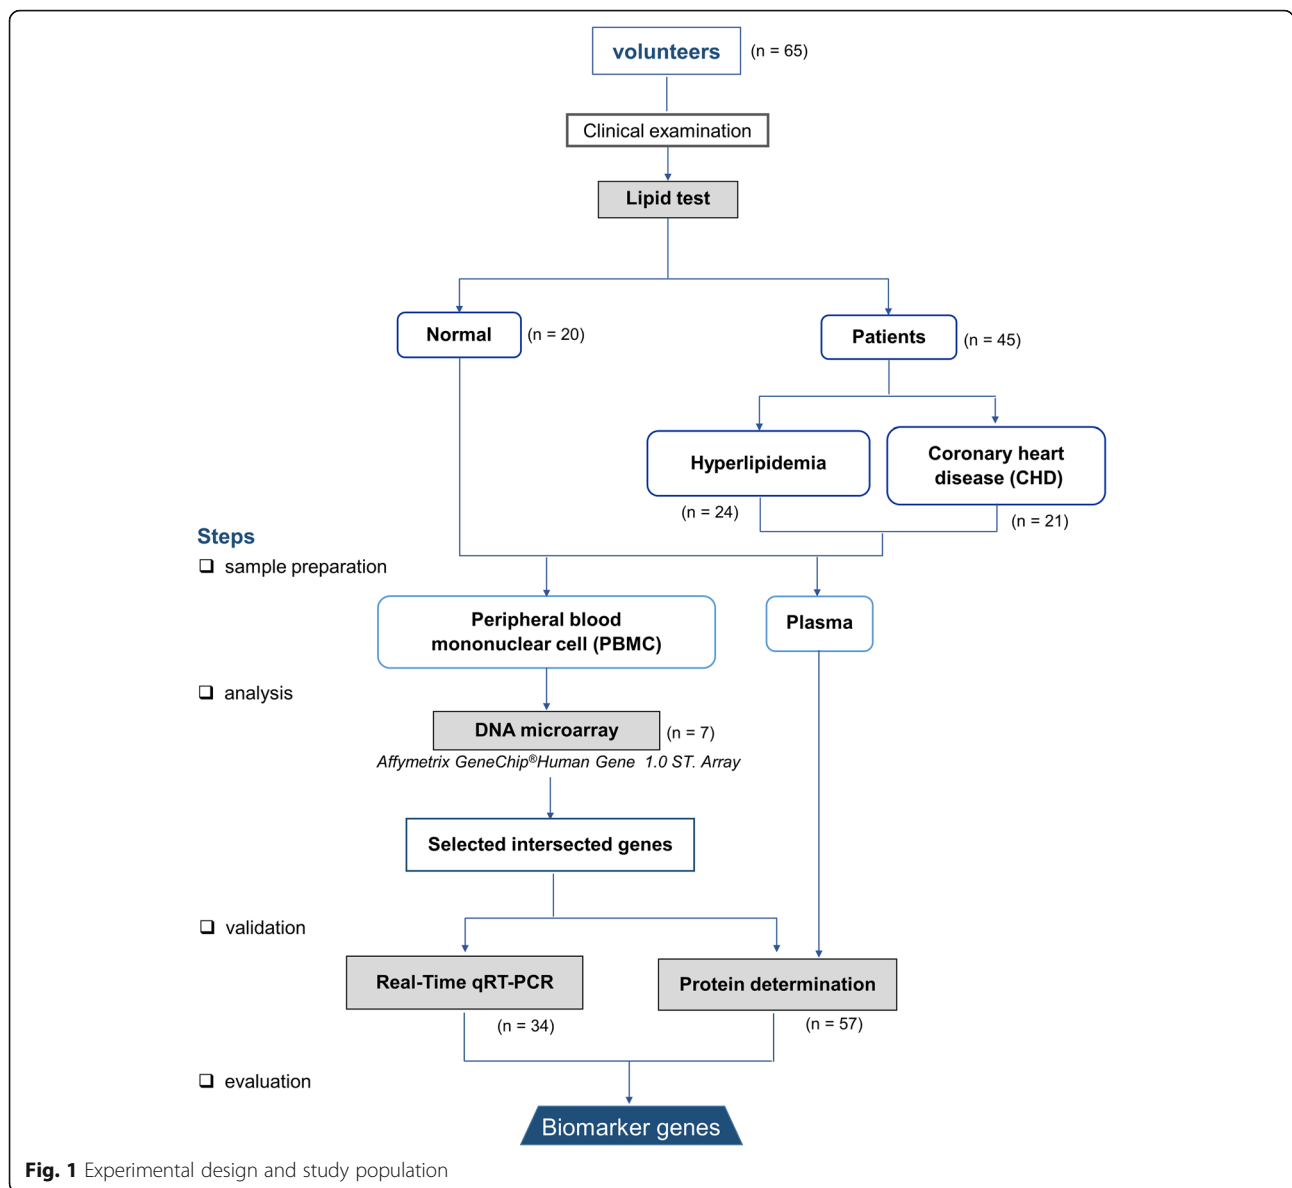 volunteers (n = 65)
Clinical examination
Lipid test
Normal (n = 20)
Patients (n = 45)
Hyperlipidemia
(n = 24)
Coronary heart
disease (CHD)
(n = 21)
Steps
❑ sample preparation
Peripheral blood
mononuclear cell (PBMC)
Plasma
❑ analysis
DNA microarray (n = 7)
Affymetrix GeneChip®Human Gene 1.0 ST. Array
Selected intersected genes
❑ validation
Real-Time qRT-PCR
(n = 34)
Protein determination
(n = 57)
❑ evaluation
Biomarker genes
Fig. 1 Experimental design and study population